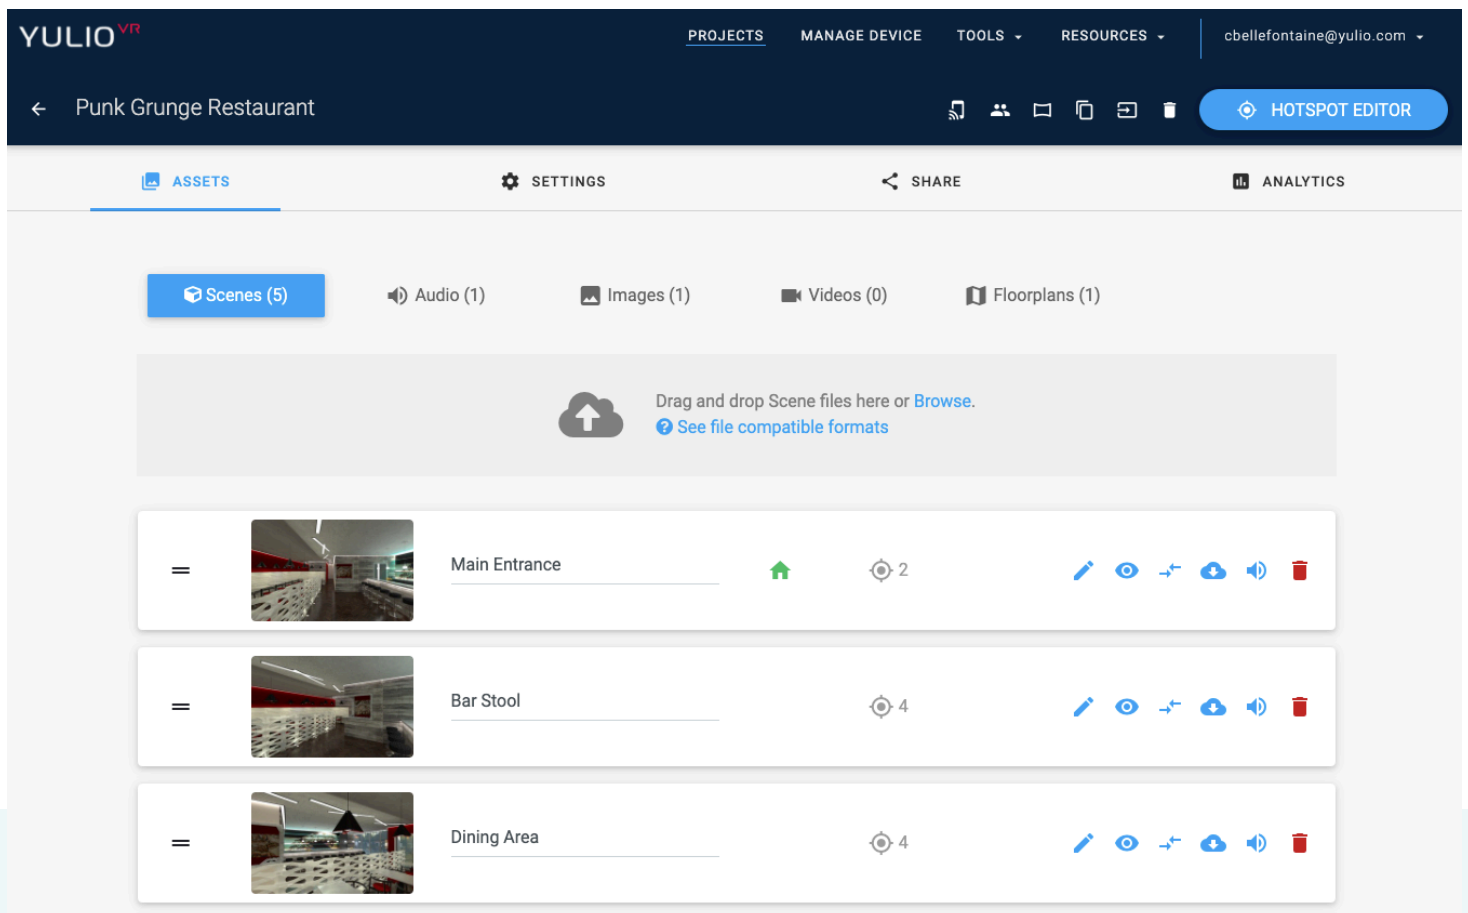 YULIO VR
PROJECTS MANAGE DEVICE TOOLS RESOURCES cbellefontaine@yulio.com
Punk Grunge Restaurant
HOTSPOT EDITOR
ASSETS SETTINGS SHARE ANALYTICS
Scenes (5) Audio (1) Images (1) Videos (0) Floorplans (1)
Drag and drop Scene files here or Browse.
See file compatible formats
Main Entrance 2
Bar Stool 4
Dining Area 4